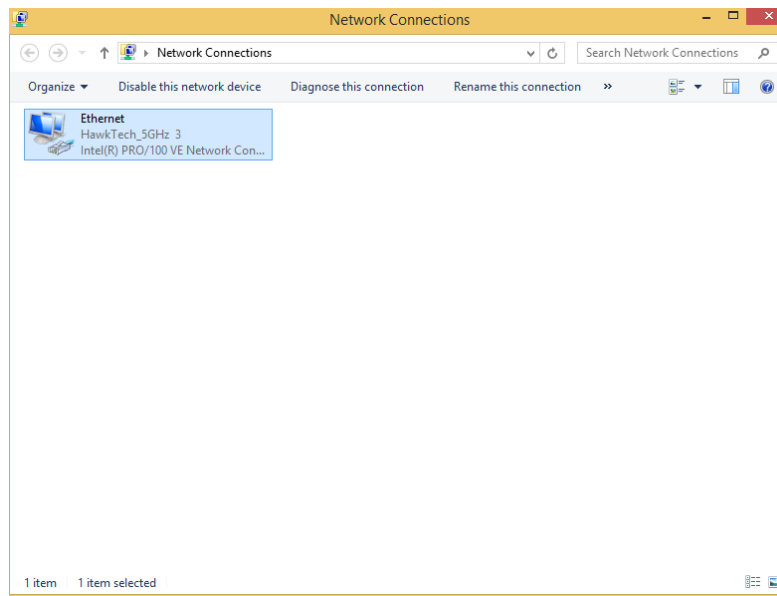 Network Connections
Network Connections
Search Network Connections
Organize Disable this network device Diagnose this connection Rename this connection »
Ethernet
HawkTech_5GHz 3
Intel(R) PRO/100 VE Network Con...
1 item 1 item selected